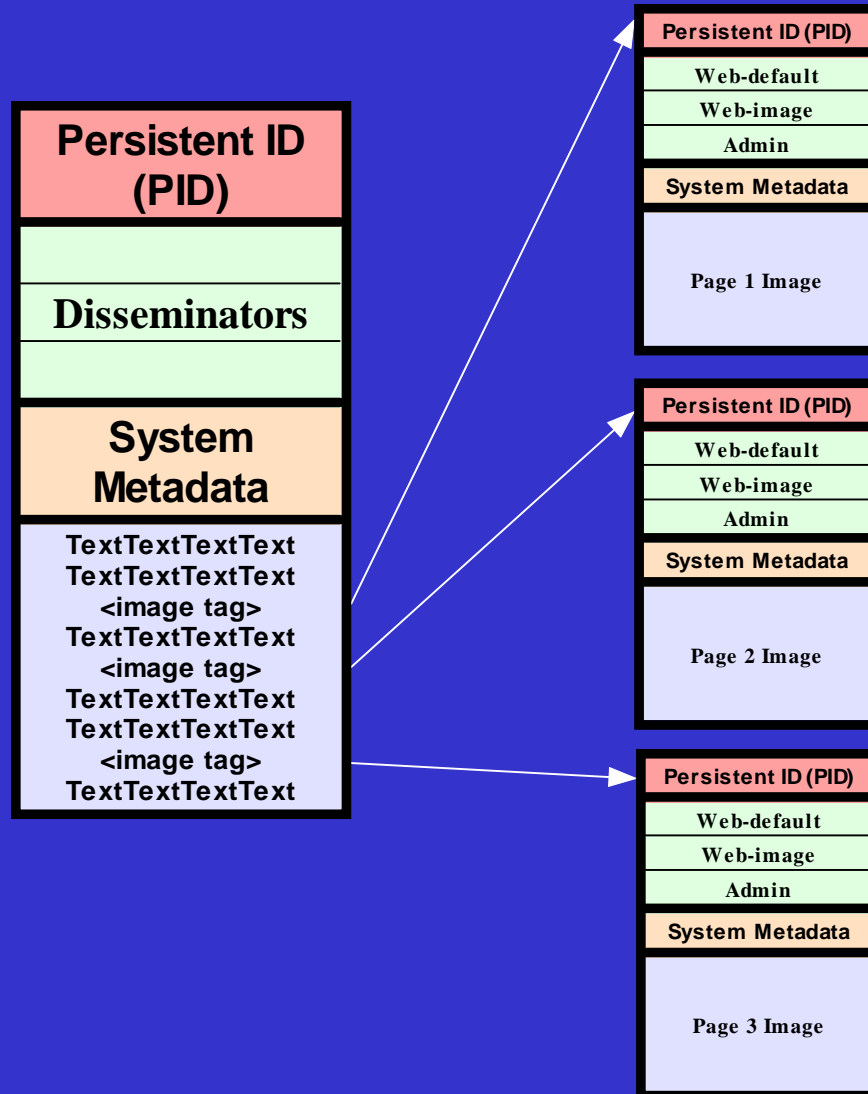 Persistent ID
(PID)
Disseminators
System
Metadata
TextTextTextText
TextTextTextText
<image tag>
TextTextTextText
<image tag>
TextTextTextText
TextTextTextText
<image tag>
TextTextTextText
Persistent ID (PID)
Web-default
Web-image
Admin
System Metadata
Page 1 Image
Persistent ID (PID)
Web-default
Web-image
Admin
System Metadata
Page 2 Image
Persistent ID (PID)
Web-default
Web-image
Admin
System Metadata
Page 3 Image